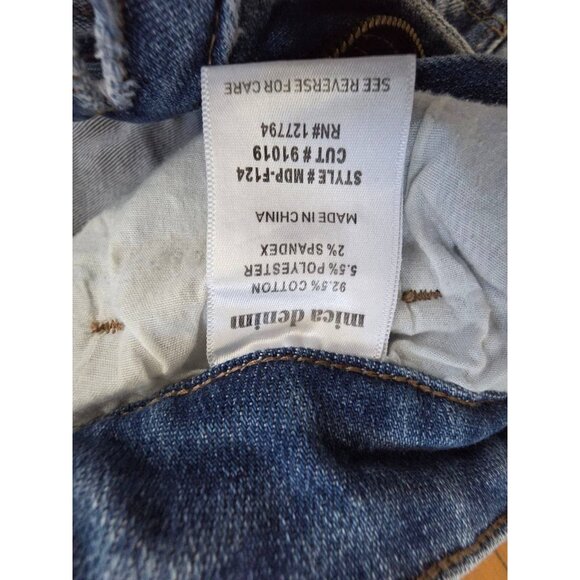 mica denim
92.5% COTTON
5.5% POLYESTER
2% SPANDEX
MADE IN CHINA
STYLE # MDP-F124
CUT # 91019
RN# 127794
SEE REVERSE FOR CARE